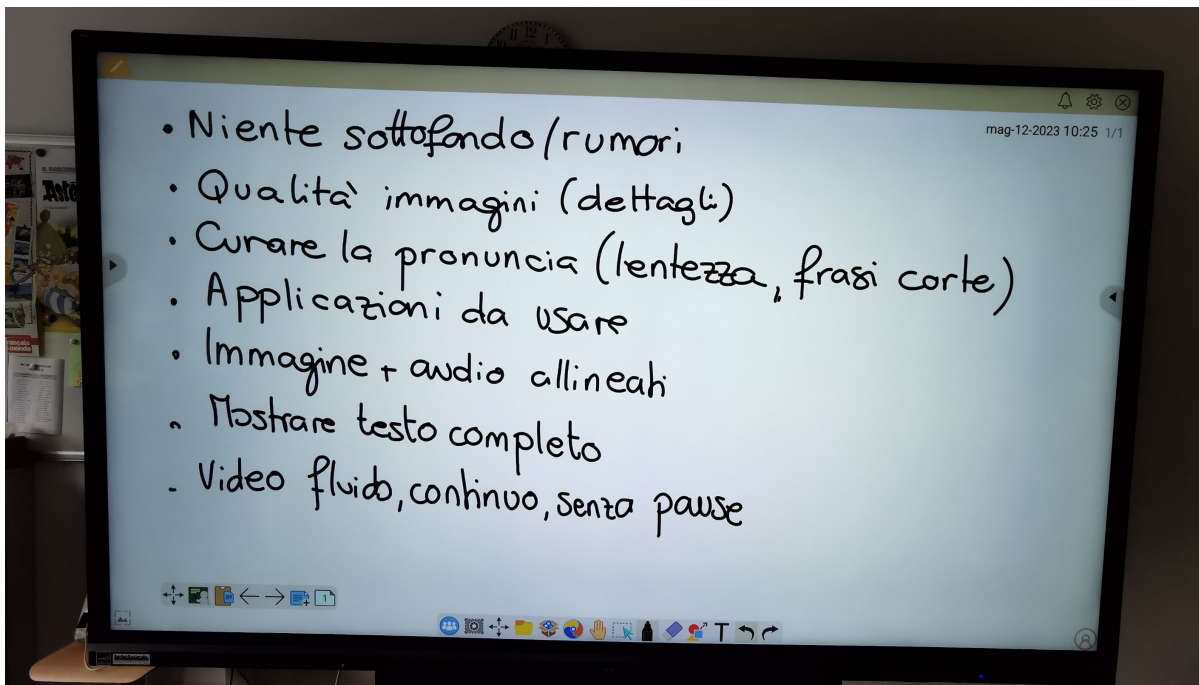 mag-12-2023 10:25 1/1
• Niente sottofondo/rumori
• Qualità immagini (dettagli)
• Curare la pronuncia (lentezza, frasi corte)
• Applicazioni da usare
• Immagine + audio allineati
• Mostrare testo completo
- Video fluido, continuo, senza pause
1
T